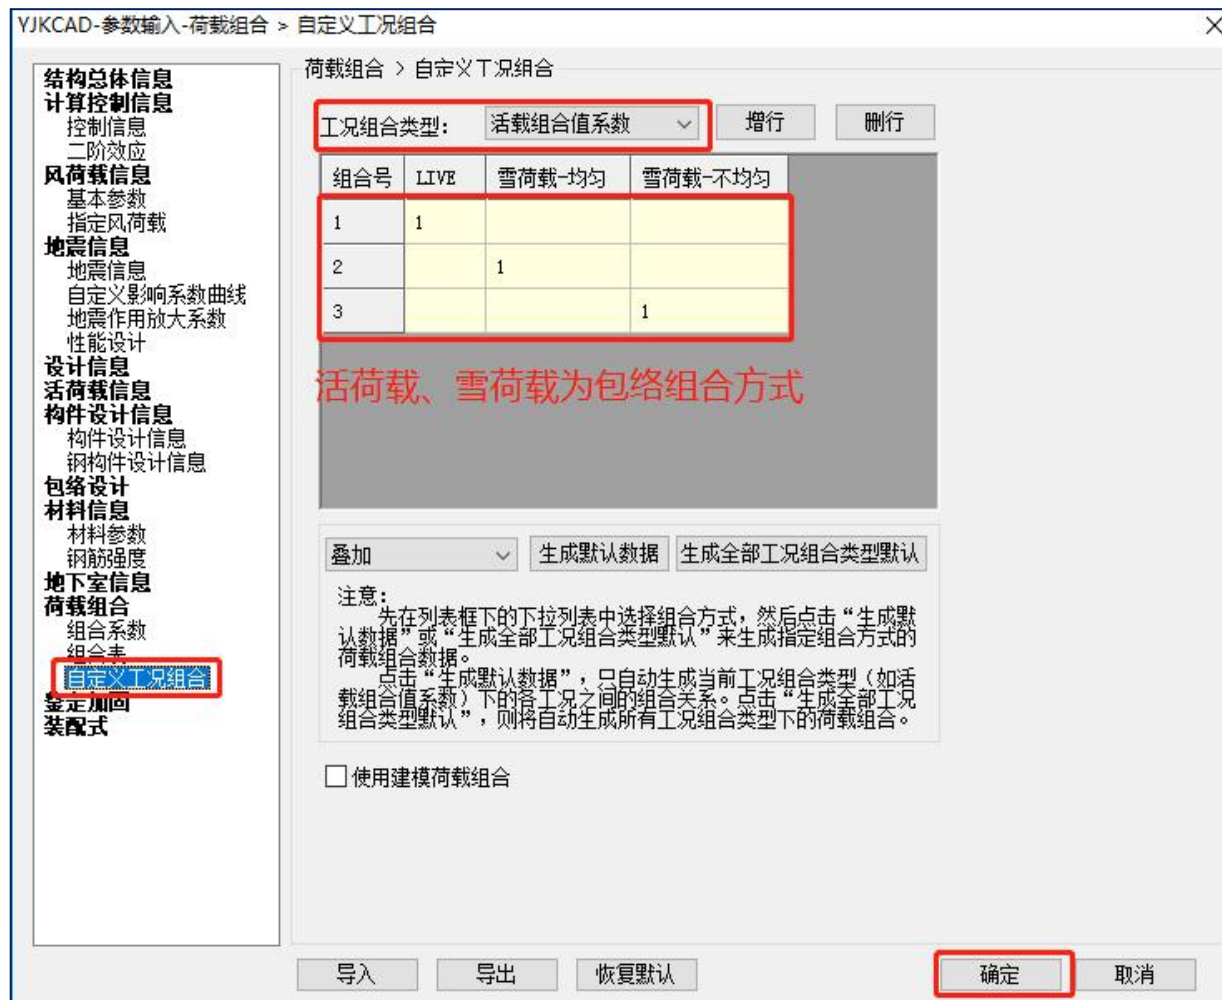 YJKCAD-参数输入-荷载组合 > 自定义工况组合
结构总体信息
计算控制信息
控制信息
二阶效应
风荷载信息
基本参数
指定风荷载
地震信息
地震信息
自定义影响系数曲线
地震作用放大系数
性能设计
设计信息
活荷载信息
构件设计信息
构件设计信息
钢构件设计信息
包络设计
材料信息
材料参数
钢筋强度
地下室信息
荷载组合
组合系数
组合表
自定义工况组合
鉴定加固
装配式
荷载组合 > 自定义工况组合
工况组合类型: 活载组合值系数 增行 删行
组合号 LIVE 雪荷载-均匀 雪荷载-不均匀
1 1
2 1
3 1
活荷载、雪荷载为包络组合方式
叠加 生成默认数据 生成全部工况组合类型默认
注意:
先在列表框下的下拉列表中选择组合方式，然后点击“生成默
认数据”或“生成全部工况组合类型默认”来生成指定组合方式的
荷载组合数据。
点击“生成默认数据”，只自动生成当前工况组合类型（如活
载组合值系数）下的各工况之间的组合关系。点击“生成全部工况
组合类型默认”，则将自动生成所有工况组合类型下的荷载组合。
使用建模荷载组合
导入 导出 恢复默认 确定 取消